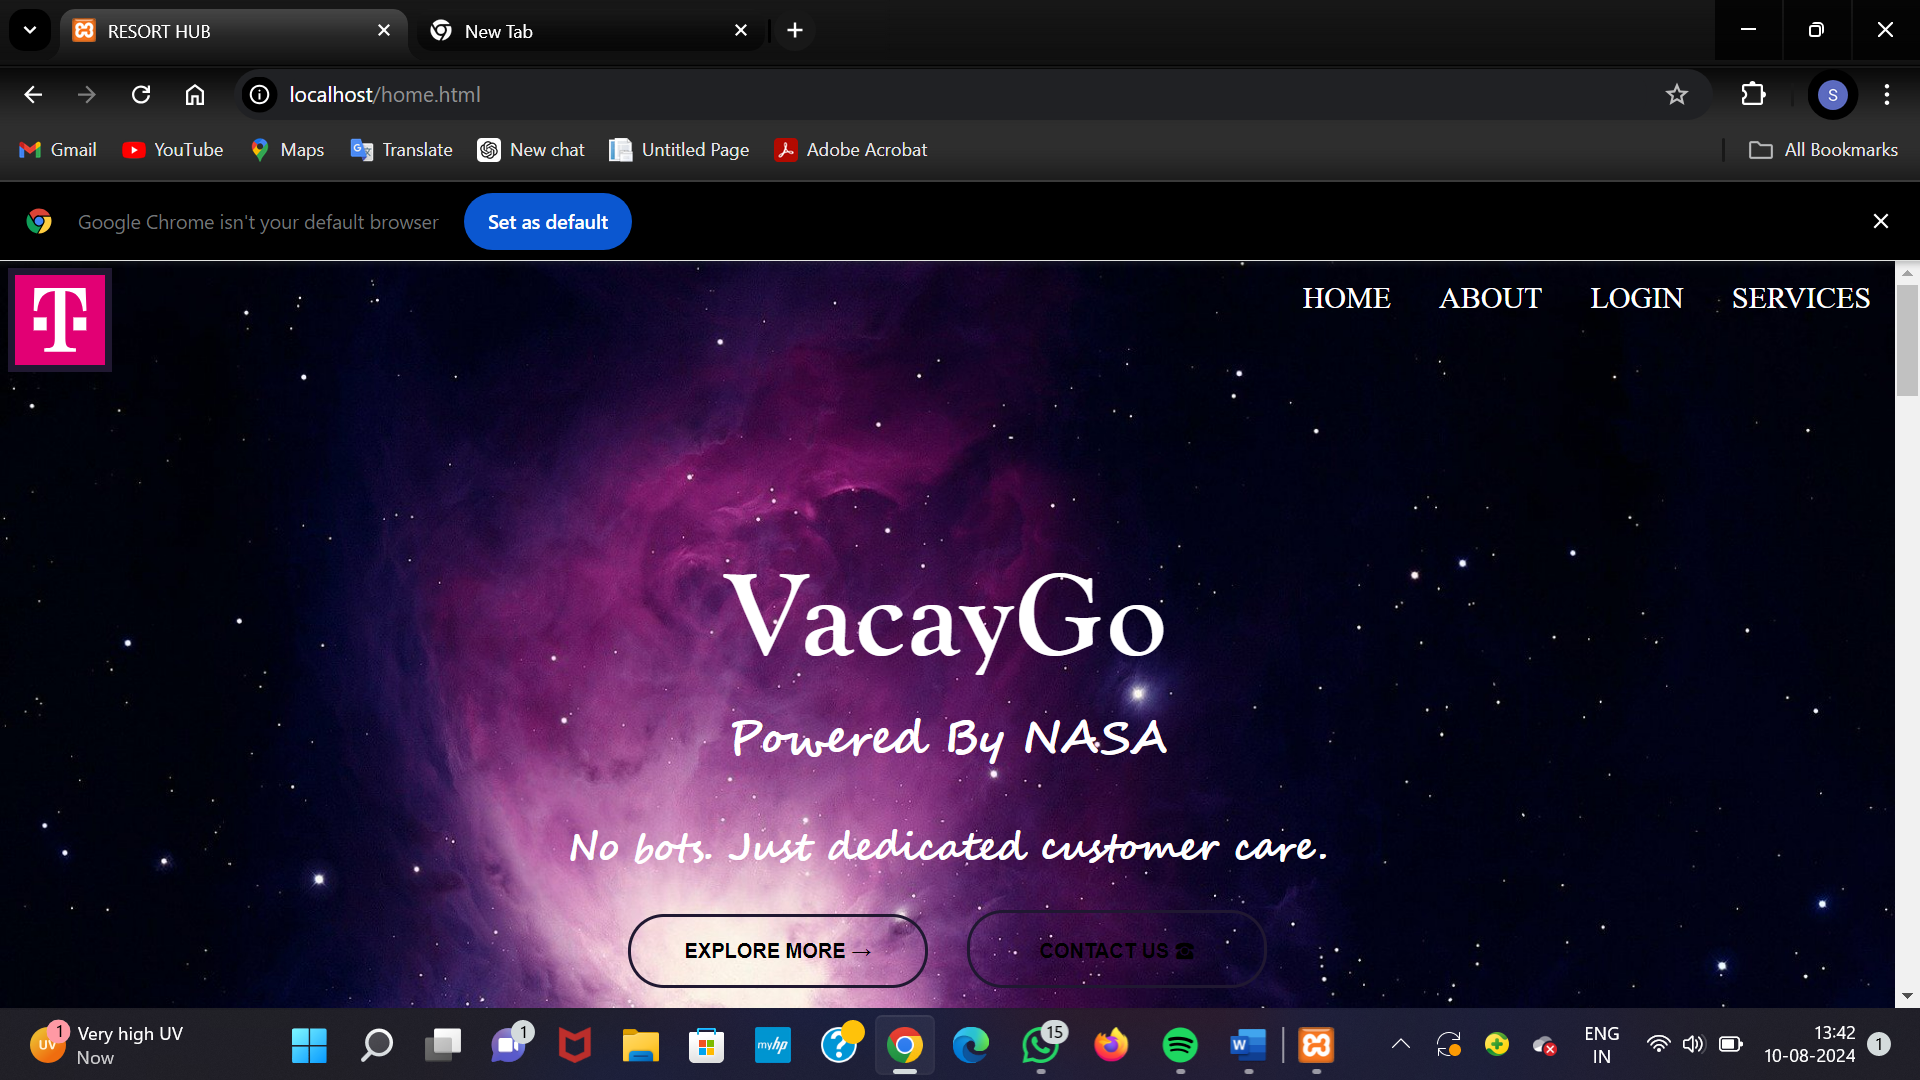 RESORT HUB
New Tab
localhost/home.html
S
Gmail
YouTube
Maps
Translate
New chat
Untitled Page
Adobe Acrobat
All Bookmarks
Google Chrome isn't your default browser
Set as default
T
HOME
ABOUT
LOGIN
SERVICES
VacayGo
Powered By NASA
No bots. Just dedicated customer care.
EXPLORE MORE →
CONTACT US ☎
UV
1
Very high UV
Now
1
myhp
15
W
ENG
IN
13:42
10-08-2024
1